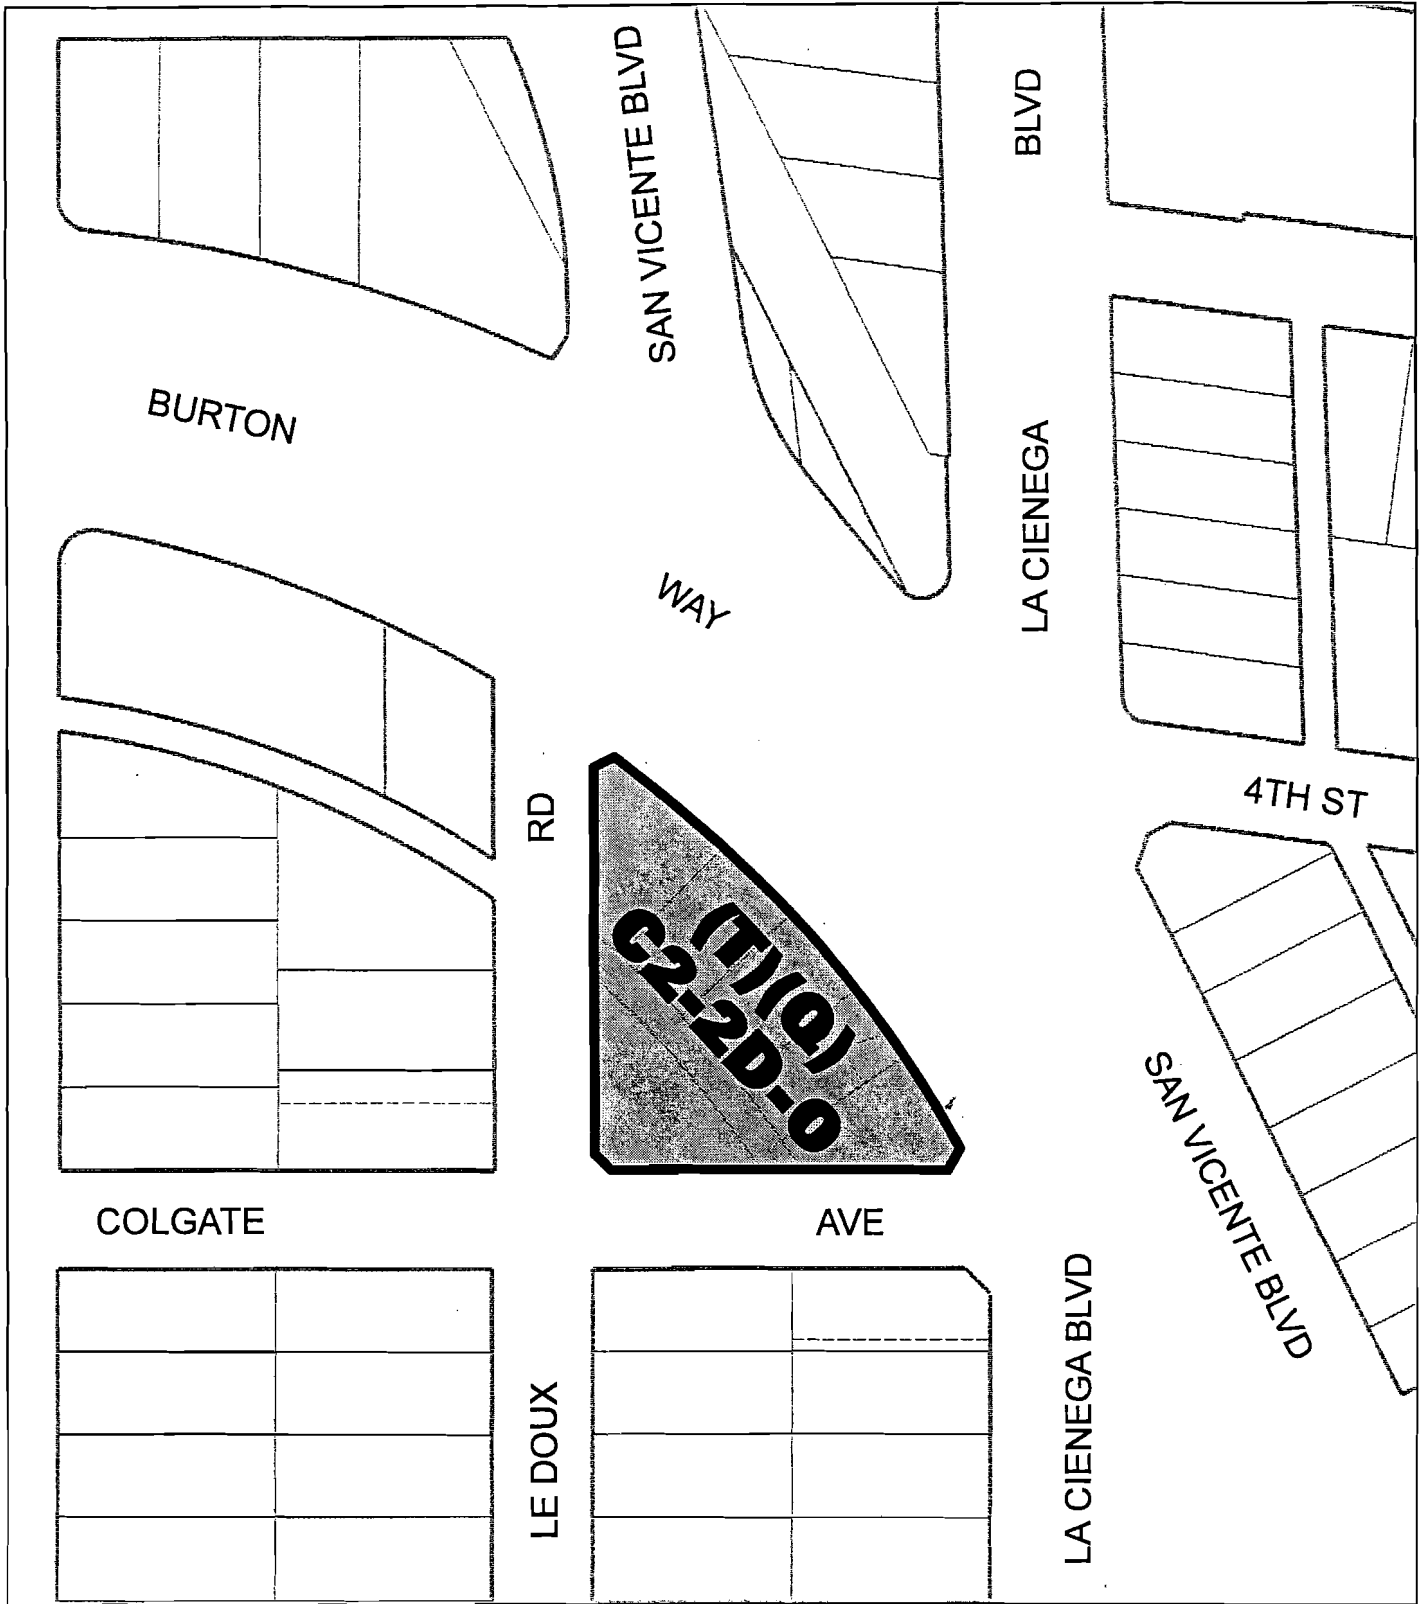 SAN VICENTE BLVD
BLVD
BURTON
LA CIENEGA
WAY
RD
4TH ST
(T)(Q)
C2-2D-O
SAN VICENTE BLVD
COLGATE
AVE
LE DOUX
LA CIENEGA BLVD